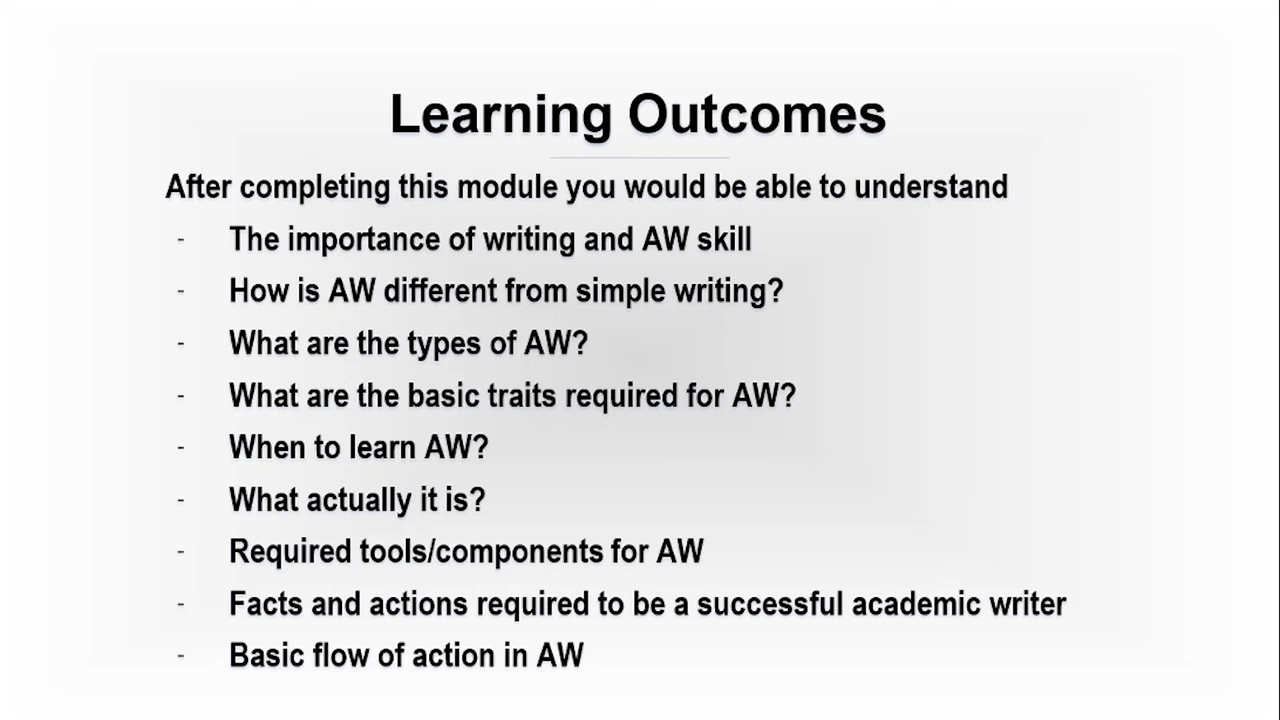 Learning Outcomes
After completing this module you would be able to understand
- The importance of writing and AW skill
- How is AW different from simple writing?
- What are the types of AW?
- What are the basic traits required for AW?
- When to learn AW?
- What actually it is?
- Required tools/components for AW
- Facts and actions required to be a successful academic writer
- Basic flow of action in AW